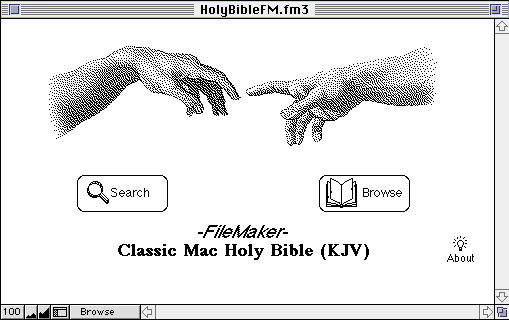 HolyBibleFM.fm3
Search
Browse
-FileMaker-
Classic Mac Holy Bible (KJV)
About
100
Browse